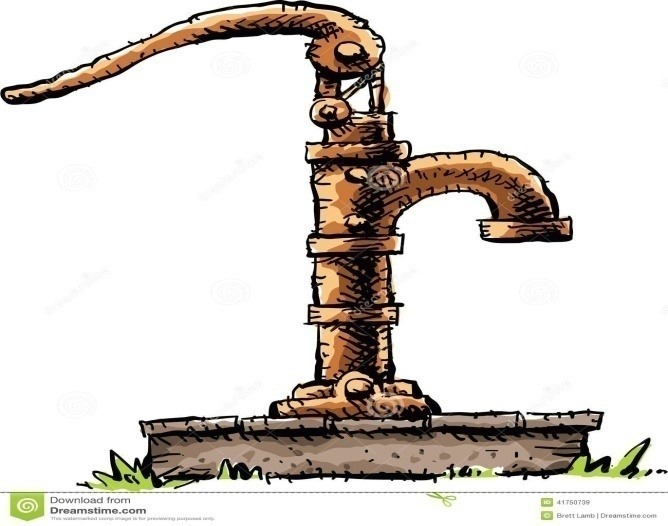 Download from
Dreamstime.com
This watermarked comp image is for previewing purposes only.
41750739
Brett Lamb | Dreamstime.com